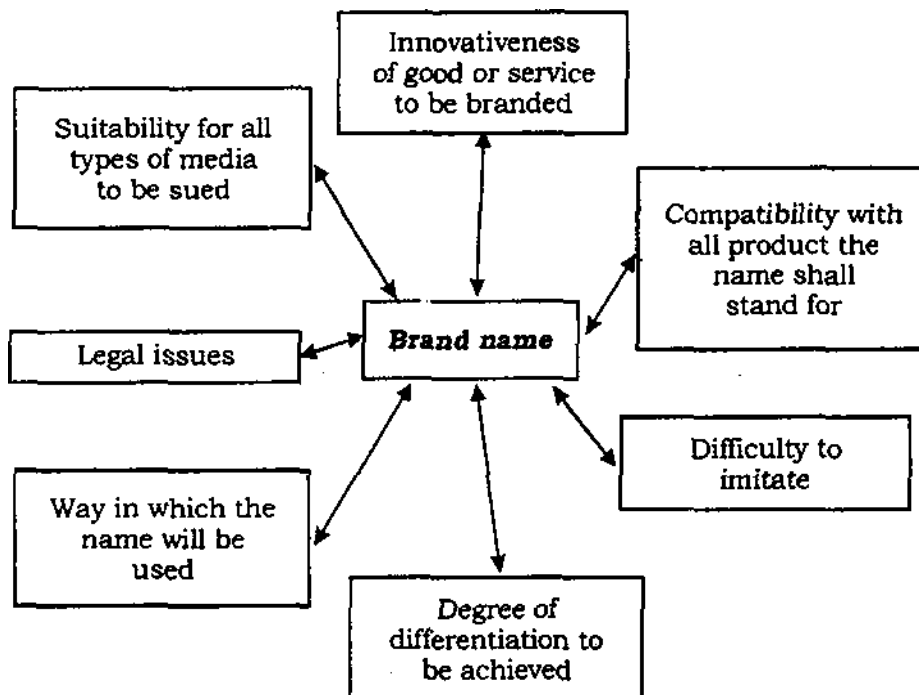 Innovativeness
of good or service
to be branded
Suitability for all
types of media
to be sued
Compatibility with
all product the
name shall
stand for
Brand name
Legal issues
Difficulty to
imitate
Way in which the
name will be
used
Degree of
differentiation to
be achieved